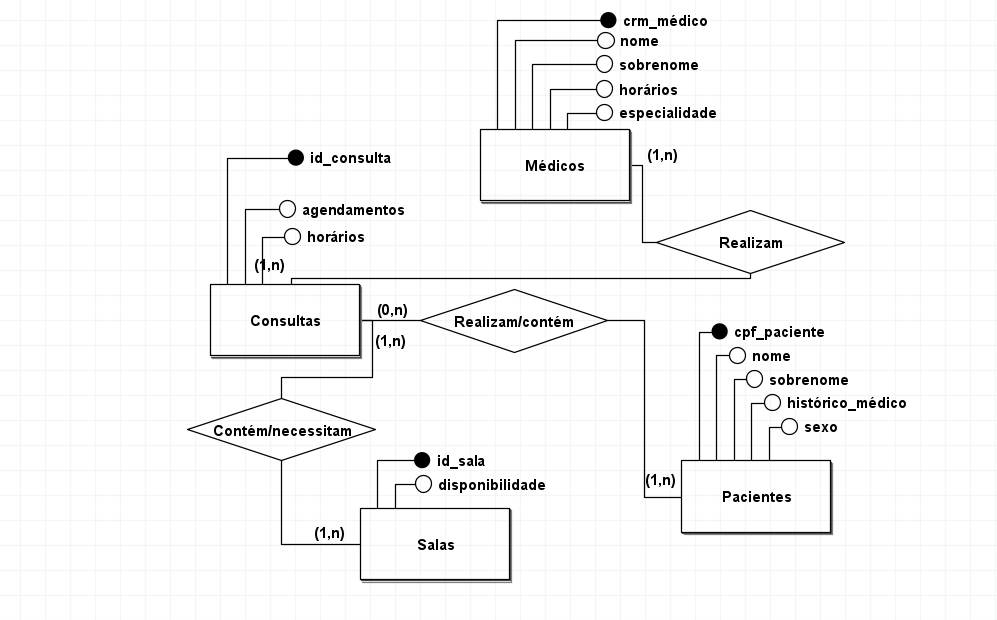 crm_médico
nome
sobrenome
horários
especialidade
Médicos
(1,n)
id_consulta
agendamentos
horários
(1,n)
Realizam
Consultas
(0,n)
(1,n)
Realizam/contém
cpf_paciente
nome
sobrenome
histórico_médico
sexo
Contém/necessitam
id_sala
disponibilidade
(1,n)
Pacientes
(1,n)
Salas